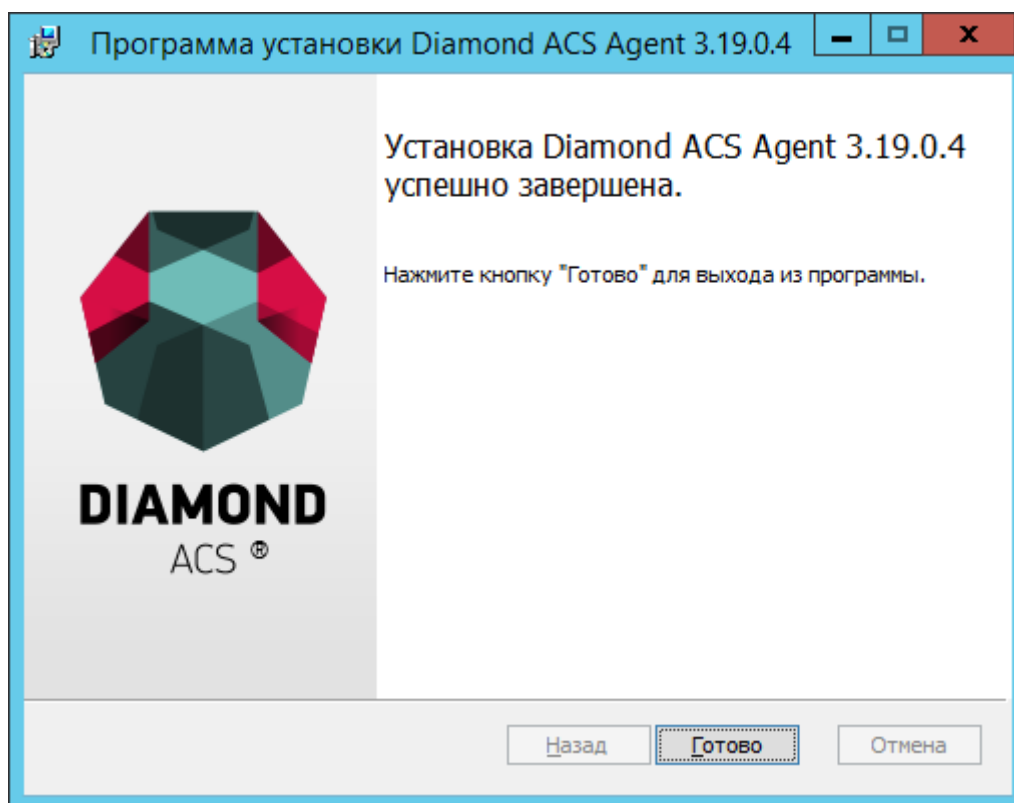 Программа установки Diamond ACS Agent 3.19.0.4
Установка Diamond ACS Agent 3.19.0.4
успешно завершена.
Нажмите кнопку "Готово" для выхода из программы.
DIAMOND
ACS ®
Назад
Готово
Отмена